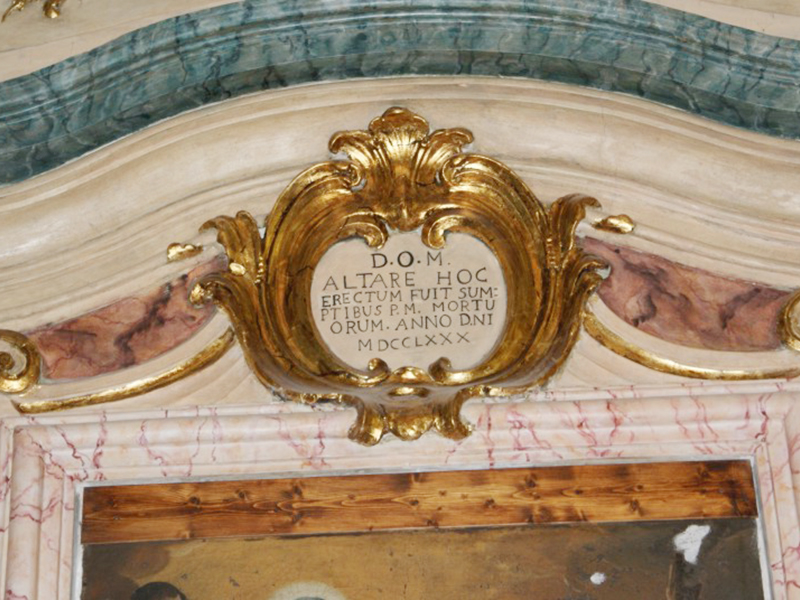 D.O.M.
ALTARE HOC
ERECTUM FUIT SUM:
PTIBUS P.M. MORTU
ORUM. ANNO D.NI
MDCCLXXX